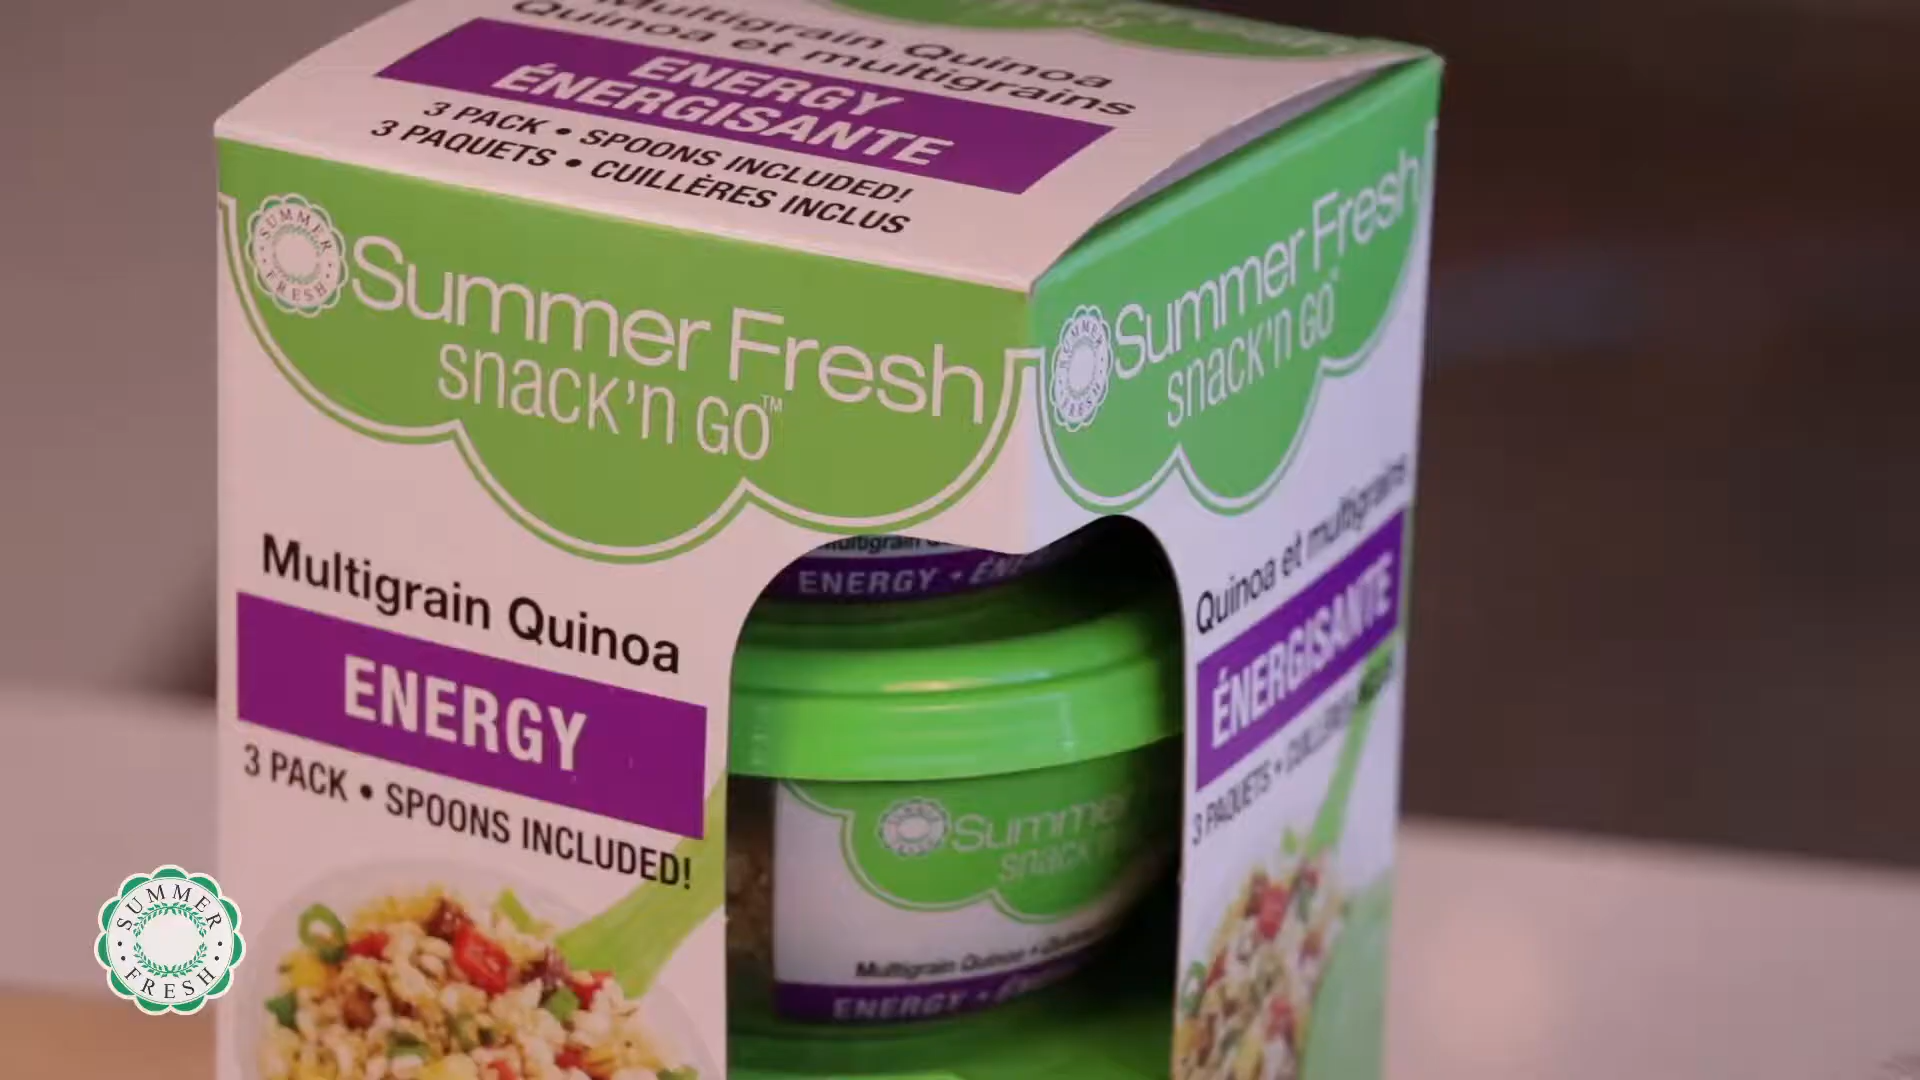 Multigrain Quinoa
Quinoa et multigrains
ENERGY
ÉNERGISANTE
3 PACK • SPOONS INCLUDED!
3 PAQUETS • CUILLÈRES INCLUS
SUMMER FRESH
Summer Fresh
snack'n GO™
Multigrain Quinoa
ENERGY
3 PACK • SPOONS INCLUDED!
SUMMER FRESH
Summer Fresh
snack'n GO™
Quinoa et multigrains
ÉNERGISANTE
3 PAQUETS •
ENERGY •
Summer
snack
Multigrain Quinoa •
ENERGY •
SUMMER FRESH